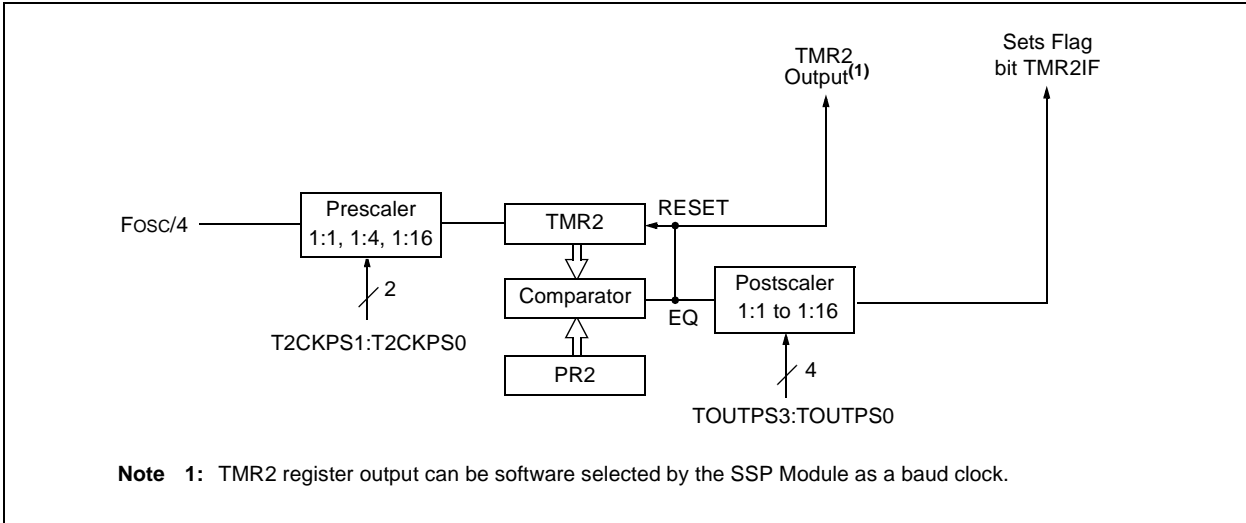 Sets Flag
bit TMR2IF
TMR2
Output(1)
RESET
Prescaler
1:1, 1:4, 1:16
TMR2
FOSC/4
2
Comparator
EQ
Postscaler
1:1 to 1:16
T2CKPS1:T2CKPS0
PR2
4
TOUTPS3:TOUTPS0
Note 1: TMR2 register output can be software selected by the SSP Module as a baud clock.